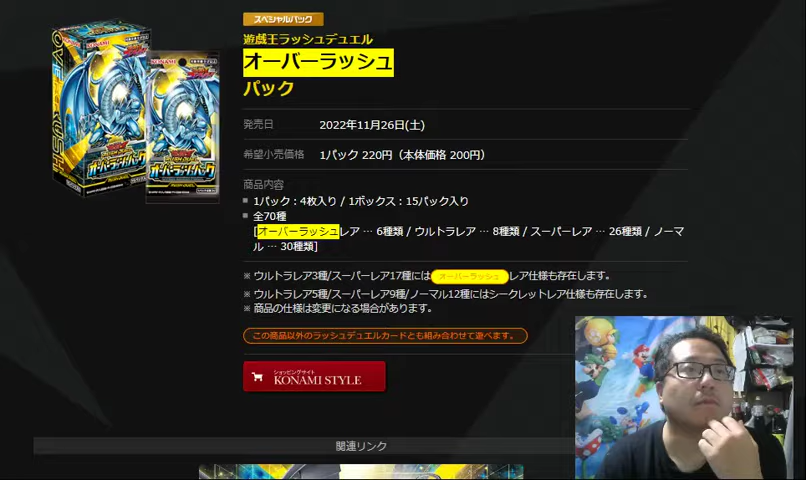 スペシャルパック
遊戯王ラッシュデュエル
オーバーラッシュ
パック
発売日 2022年11月26日(土)
希望小売価格 1パック 220円（本体価格 200円）
商品内容
1パック：4枚入り / 1ボックス：15パック入り
全70種
[オーバーラッシュレア … 6種類 / ウルトラレア … 8種類 / スーパーレア … 26種類 / ノーマ
ル … 30種類]
※ ウルトラレア3種/スーパーレア17種にはオーバーラッシュレア仕様も存在します。
※ ウルトラレア5種/スーパーレア9種/ノーマル12種にはシークレットレア仕様も存在します。
※ 商品の仕様は変更になる場合があります。
この商品以外のラッシュデュエルカードとも組み合わせて遊べます。
ショッピングサイト
KONAMI STYLE
関連リンク
KONAMI
オーバーラッシュパック
KONAMI
オーバーラッシュパック